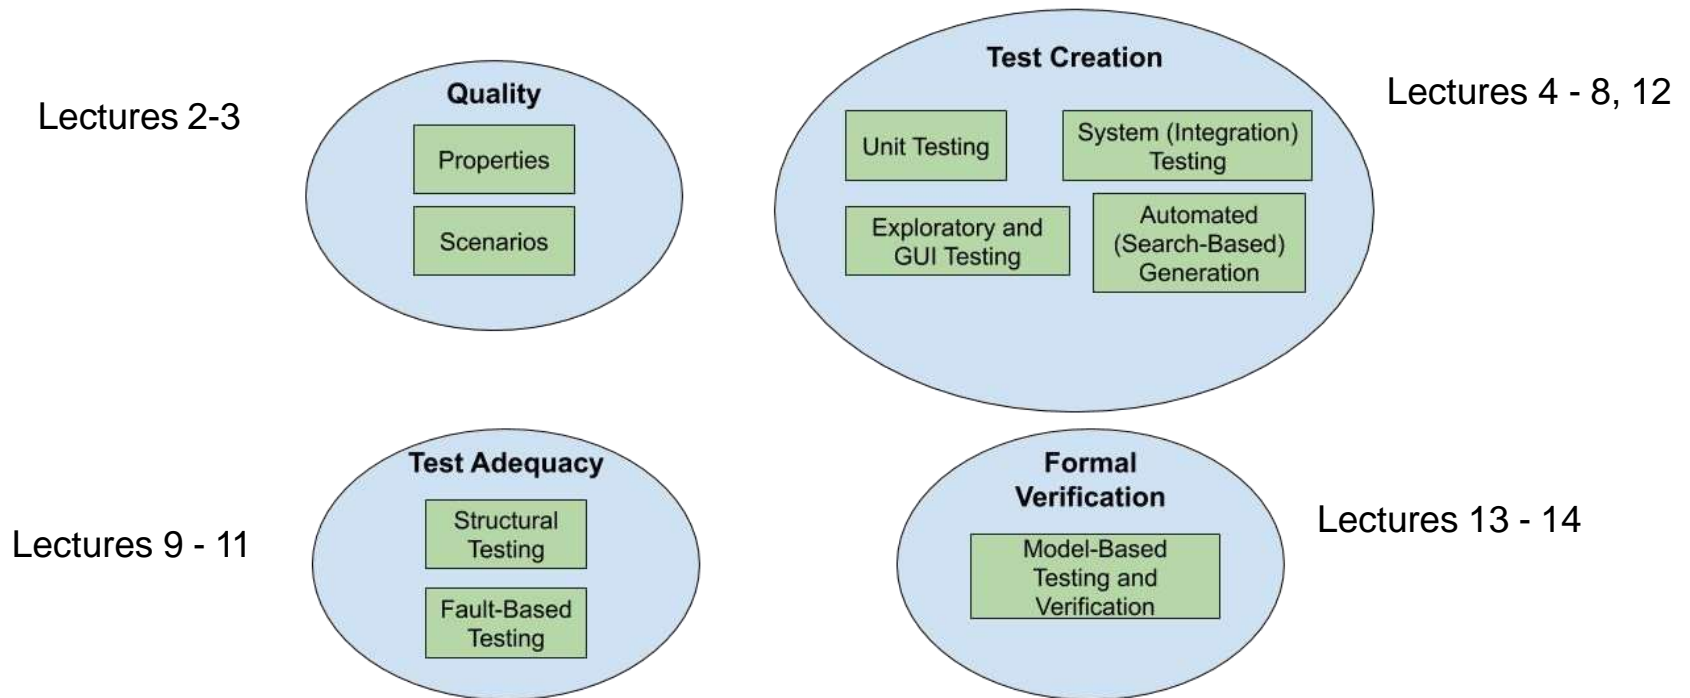 Lectures 2-3
Quality
Properties
Scenarios
Test Creation
Unit Testing
System (Integration)
Testing
Exploratory and
GUI Testing
Automated
(Search-Based)
Generation
Lectures 4 - 8, 12
Lectures 9 - 11
Test Adequacy
Structural
Testing
Fault-Based
Testing
Formal
Verification
Model-Based
Testing and
Verification
Lectures 13 - 14